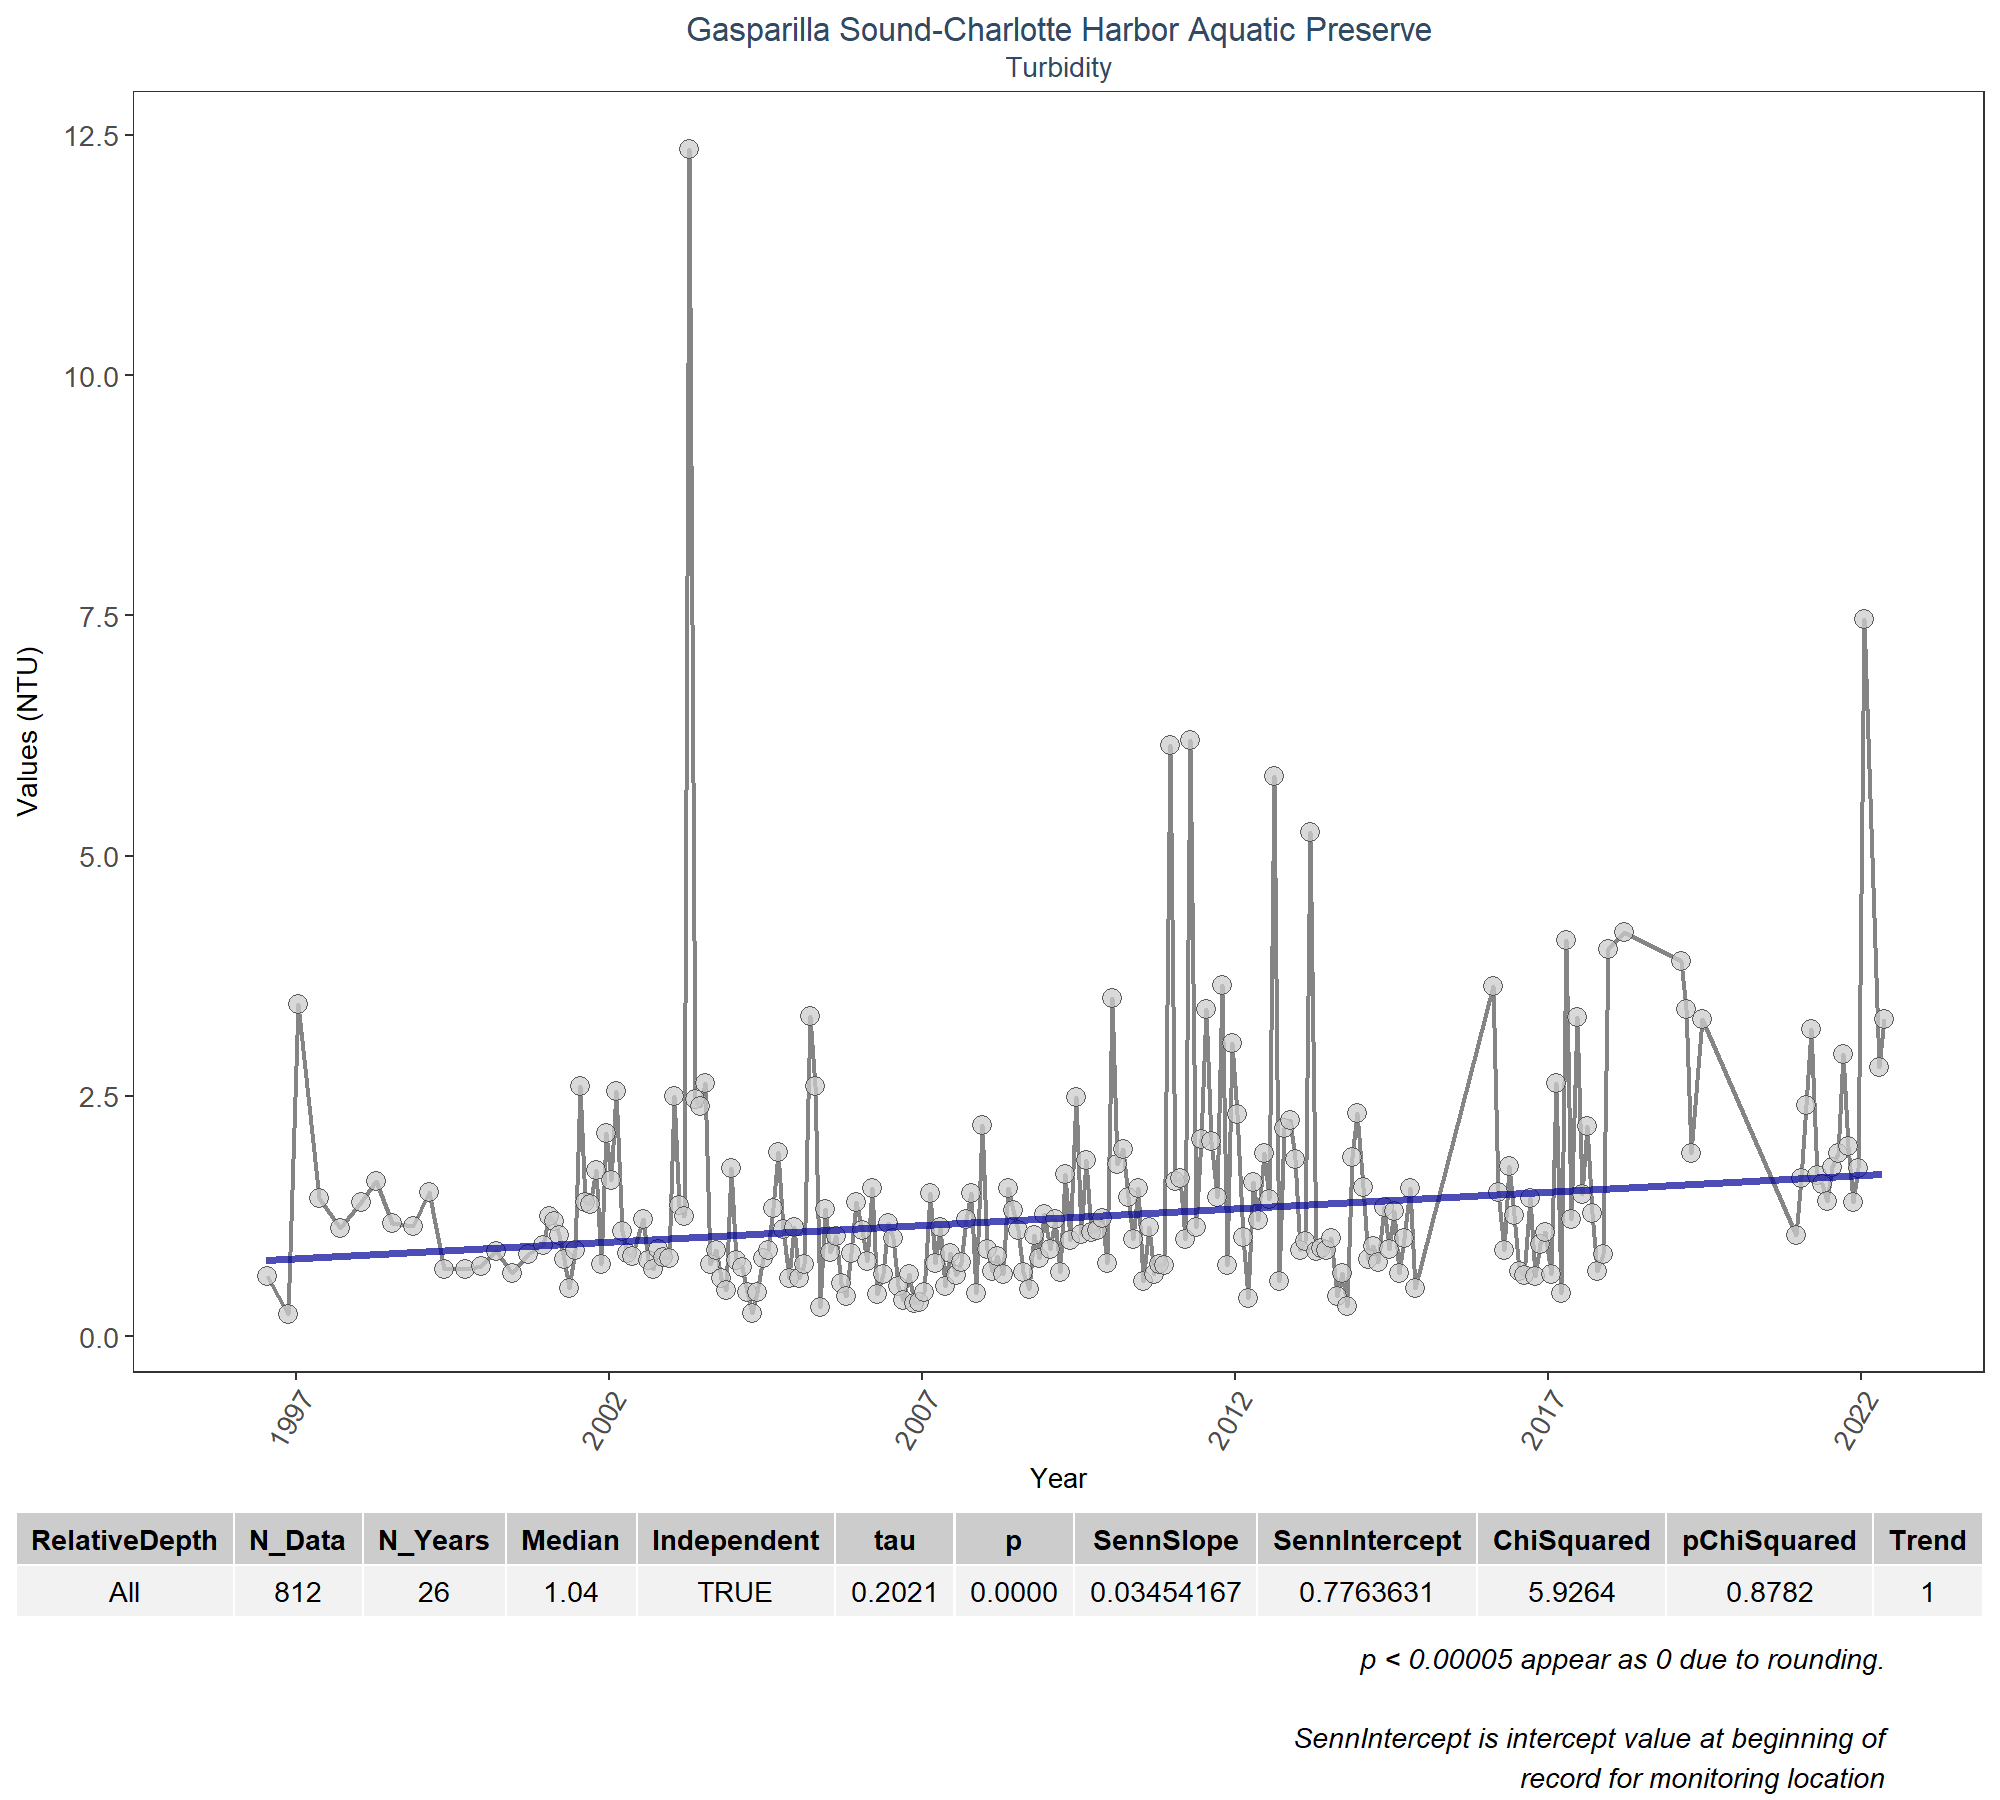 Gasparilla Sound-Charlotte Harbor Aquatic Preserve
Turbidity
12.5
10.0
7.5
5.0
2.5
0.0
Values (NTU)
1997
2002
2007
2012
2017
2022
Year
RelativeDepth N_Data N_Years Median Independent tau p SennSlope SennIntercept ChiSquared pChiSquared Trend
All 812 26 1.04 TRUE 0.2021 0.0000 0.03454167 0.7763631 5.9264 0.8782 1
p < 0.00005 appear as 0 due to rounding.
SennIntercept is intercept value at beginning of
record for monitoring location